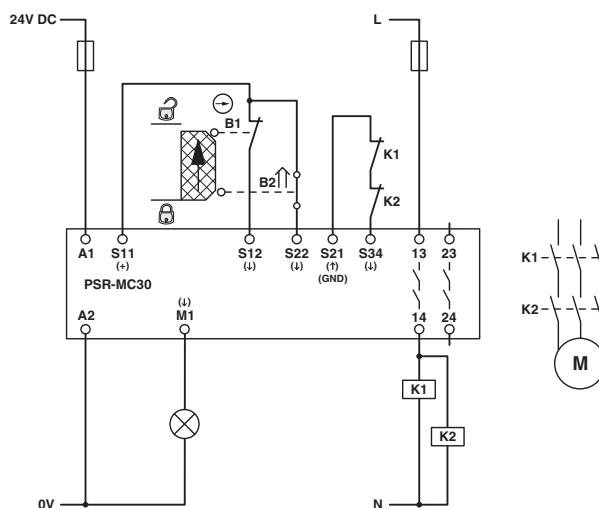 24V DC
L
B1
B2
K1
K2
A1
S11
(+)
S12
(↓)
S22
(↓)
S21
(↑)
(GND)
S34
(↓)
13
23
PSR-MC30
A2
(↓)
M1
14
24
K1
K2
0V
N
K1
K2
M